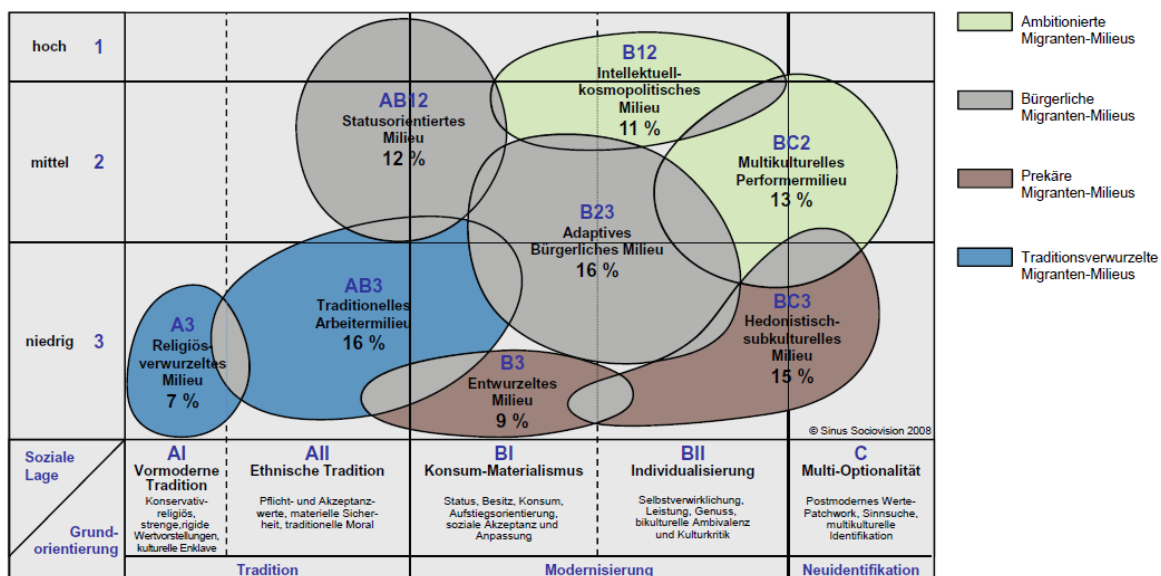 hoch 1
mittel 2
niedrig 3
B12
Intellektuell-
kosmopolitisches
Milieu
11 %
AB12
Statusorientiertes
Milieu
12 %
BC2
Multikulturelles
Performermilieu
13 %
B23
Adaptives
Bürgerliches Milieu
16 %
AB3
Traditionelles
Arbeitermilieu
16 %
A3
Religiös-
verwurzeltes
Milieu
7 %
BC3
Hedonistisch-
subkulturelles
Milieu
15 %
B3
Entwurzeltes
Milieu
9 %
© Sinus Sociovision 2008
Soziale
Lage
Grund-
orientierung
AI
Vormoderne
Tradition
Konservativ-
religiös,
strenge,rigide
Wertvorstellungen,
kulturelle Enklave
AII
Ethnische Tradition
Pflicht- und Akzeptanz-
werte, materielle Sicher-
heit, traditionelle Moral
BI
Konsum-Materialismus
Status, Besitz, Konsum,
Aufstiegsorientierung,
soziale Akzeptanz und
Anpassung
BII
Individualisierung
Selbstverwirklichung,
Leistung, Genuss,
bikulturelle Ambivalenz
und Kulturkritik
C
Multi-Optionalität
Postmodernes Werte-
Patchwork, Sinnsuche,
multikulturelle
Identifikation
Tradition
Modernisierung
Neuidentifikation
Ambitionierte
Migranten-Milieus
Bürgerliche
Migranten-Milieus
Prekäre
Migranten-Milieus
Traditionsverwurzelte
Migranten-Milieus